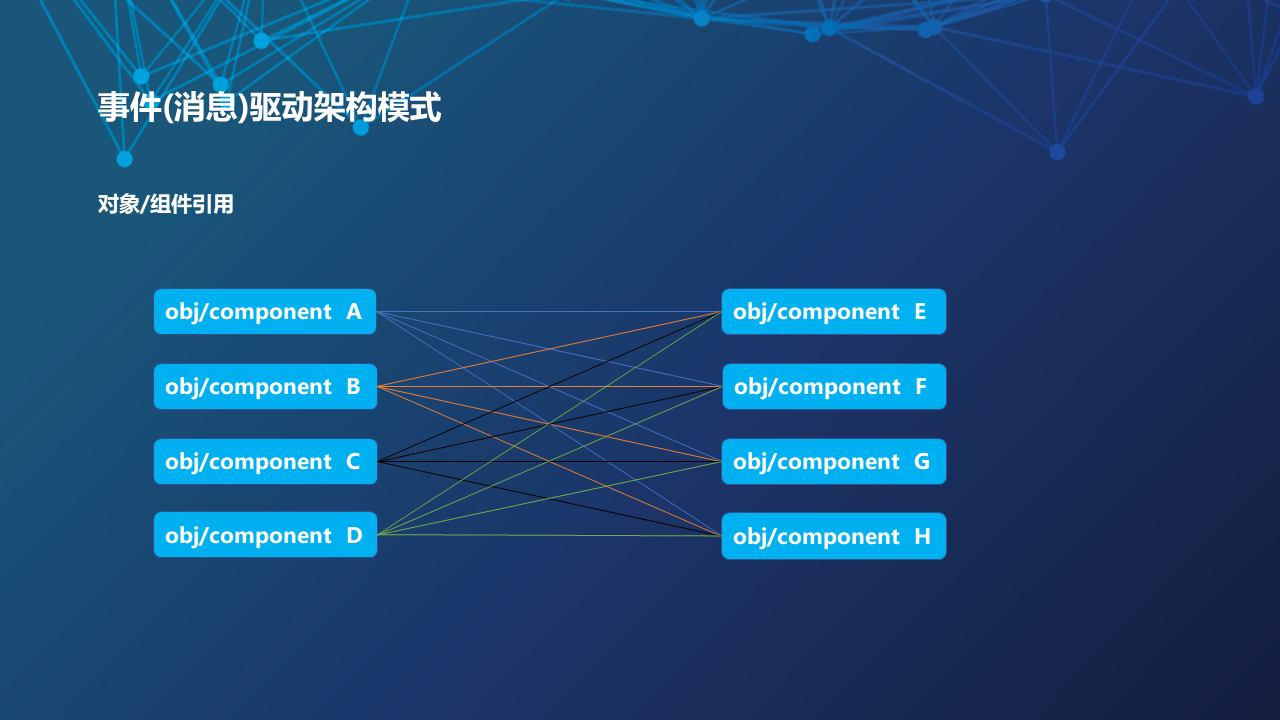 事件(消息)驱动架构模式
对象/组件引用
obj/component A
obj/component E
obj/component B
obj/component F
obj/component C
obj/component G
obj/component D
obj/component H